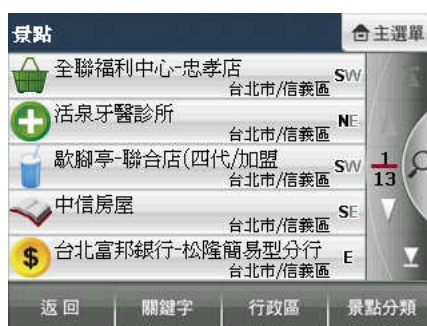 景點
主選單
全聯福利中心-忠孝店
SW
台北市/信義區
活泉牙醫診所
NE
台北市/信義區
歇腳亭-聯合店(四代/加盟
SW
台北市/信義區
1
13
中信房屋
SE
台北市/信義區
台北富邦銀行-松隆簡易型分行
E
台北市/信義區
返回
關鍵字
行政區
景點分類